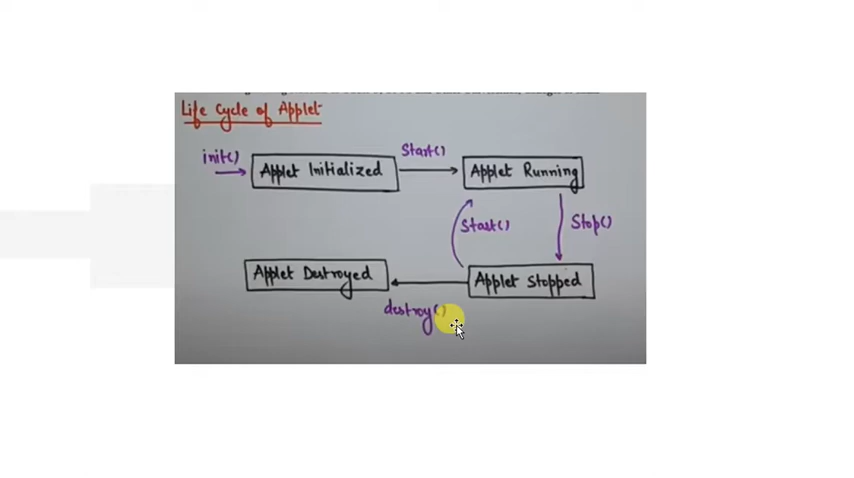 Life Cycle of Applet
init()
Applet Initialized
Start()
Applet Running
Start()
Stop()
Applet Destroyed
Applet Stopped
destroy()